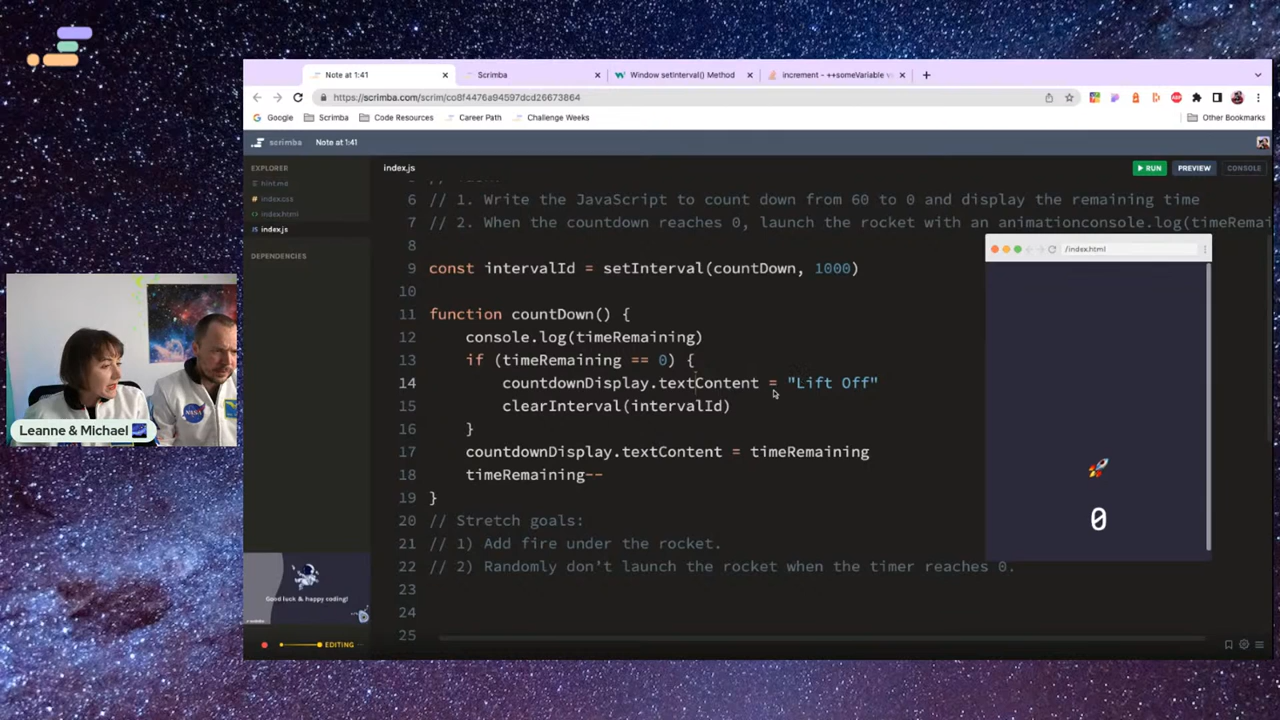 Note at 1:41
Scrimba
Window setInterval() Method
increment - ++someVariable v
https://scrimba.com/scrim/co8f4476a94597dcd26673864
Google
Scrimba
Code Resources
Career Path
Challenge Weeks
Other Bookmarks
scrimba
Note at 1:41
EXPLORER
hint.md
index.css
index.html
index.js
DEPENDENCIES
index.js
RUN
PREVIEW
CONSOLE
6 // 1. Write the JavaScript to count down from 60 to 0 and display the remaining time
7 // 2. When the countdown reaches 0, launch the rocket with an animationconsole.log(timeRemai
8
9 const intervalId = setInterval(countDown, 1000)
10
11 function countDown() {
12 console.log(timeRemaining)
13 if (timeRemaining == 0) {
14 countdownDisplay.textContent = "Lift Off"
15 clearInterval(intervalId)
16 }
17 countdownDisplay.textContent = timeRemaining
18 timeRemaining--
19 }
20 // Stretch goals:
21 // 1) Add fire under the rocket.
22 // 2) Randomly don't launch the rocket when the timer reaches 0.
23
24
25
/index.html
0
NASA
Leanne & Michael
Good luck & happy coding!
EDITING